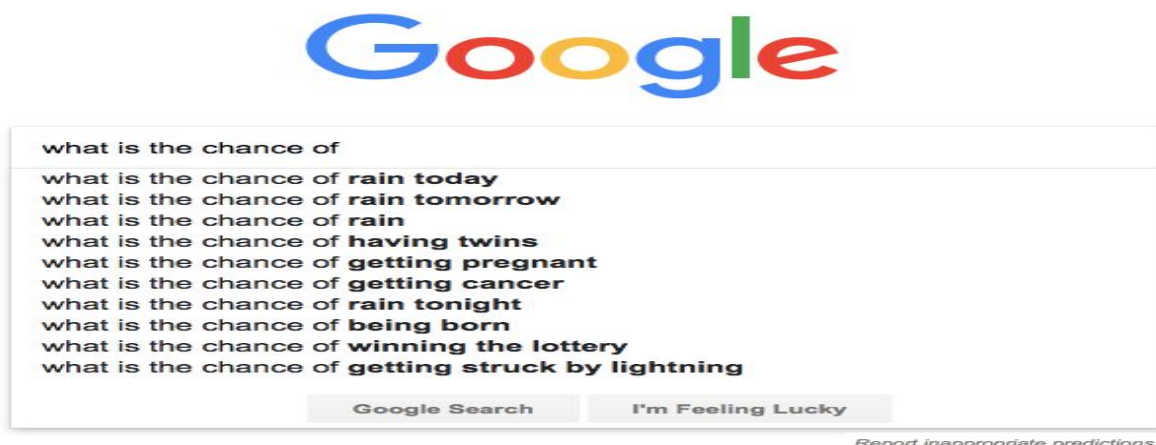 Google
what is the chance of
what is the chance of rain today
what is the chance of rain tomorrow
what is the chance of rain
what is the chance of having twins
what is the chance of getting pregnant
what is the chance of getting cancer
what is the chance of rain tonight
what is the chance of being born
what is the chance of winning the lottery
what is the chance of getting struck by lightning
Google Search I'm Feeling Lucky
Report inappropriate predictions